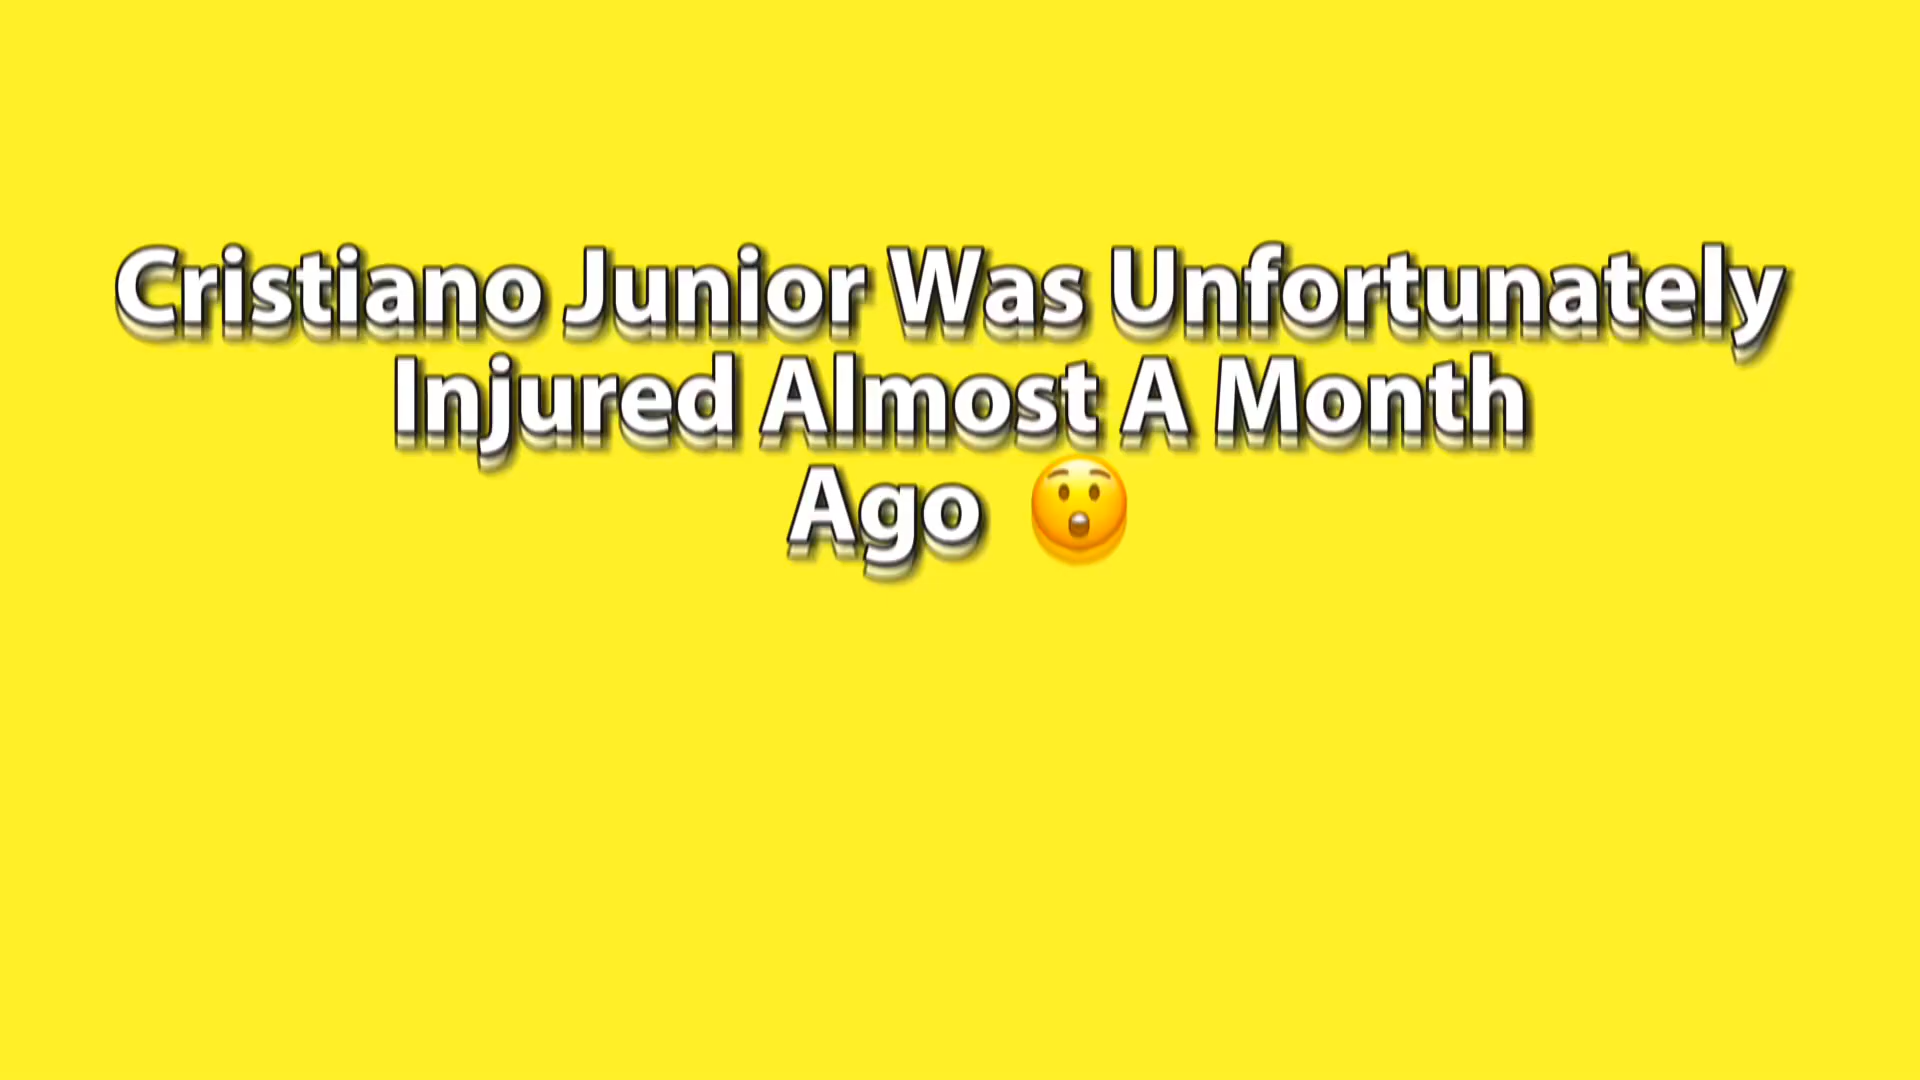 Cristiano Junior Was Unfortunately
Injured Almost A Month
Ago 😲